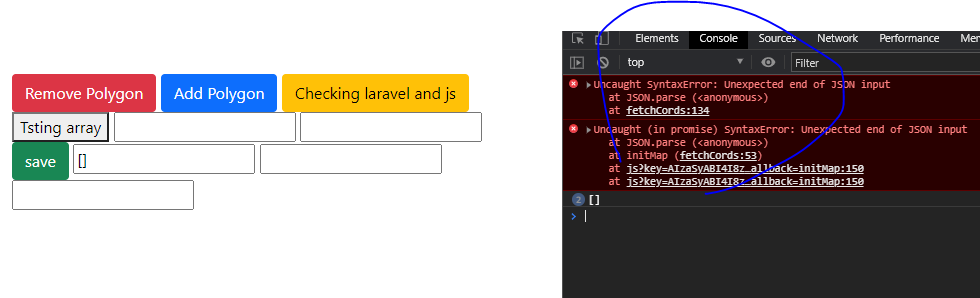 Elements Console Sources Network Performance Mer
top Filter
Remove Polygon Add Polygon Checking laravel and js
Tsting array
save []
Uncaught SyntaxError: Unexpected end of JSON input
at JSON.parse (<anonymous>)
at fetchCords:134
Uncaught (in promise) SyntaxError: Unexpected end of JSON input
at JSON.parse (<anonymous>)
at initMap (fetchCords:53)
at js?key=AIzaSyABI4I8z…allback=initMap:150
at js?key=AIzaSyABI4I8z…allback=initMap:150
2 []